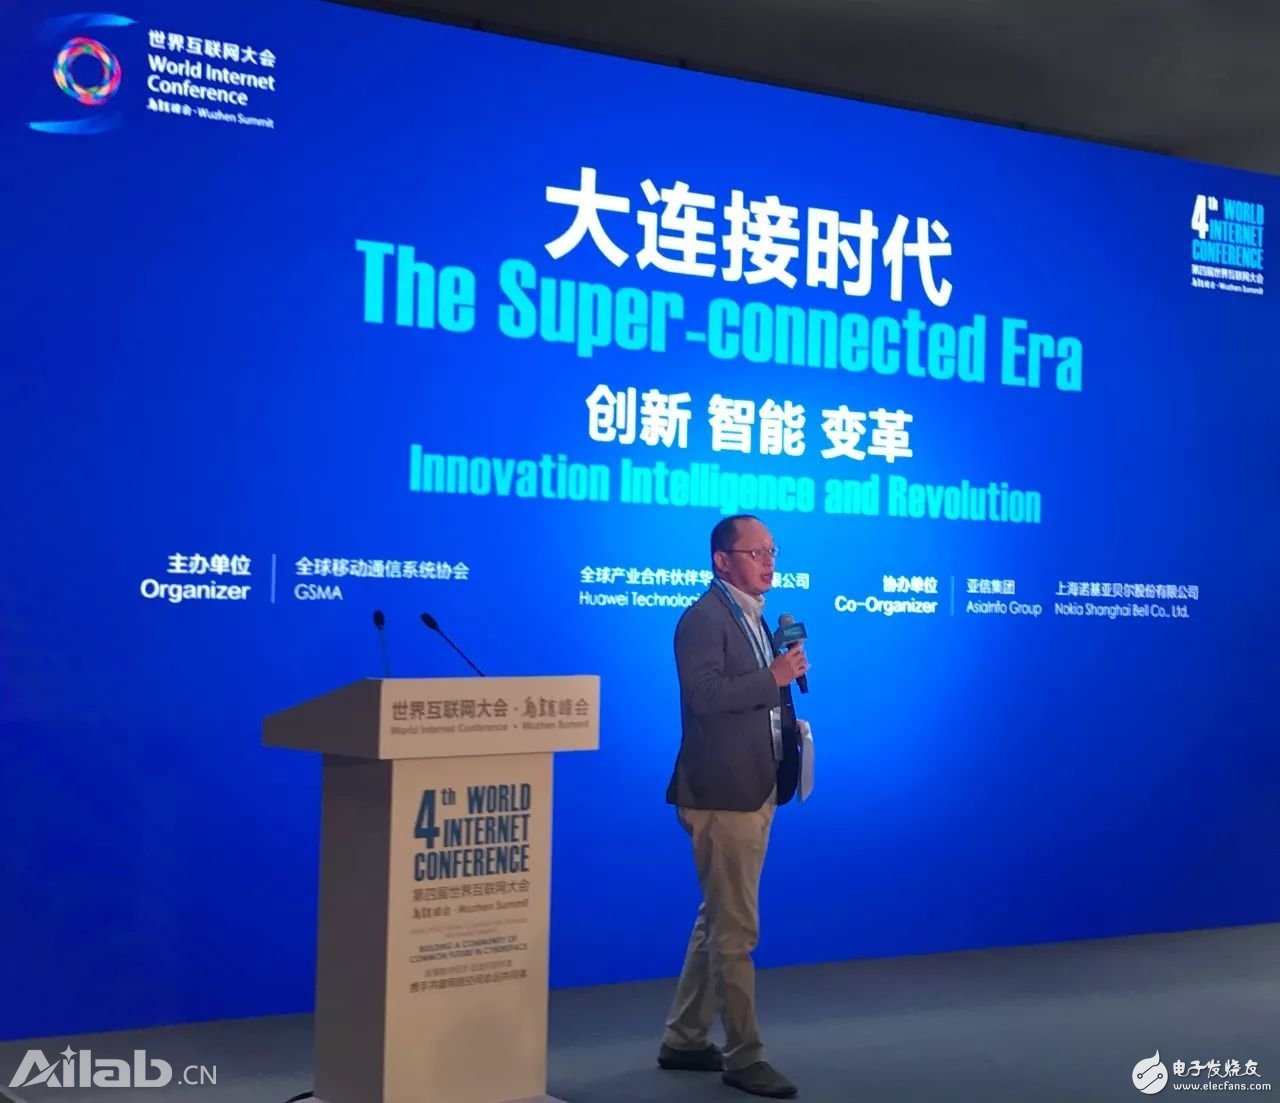 世界互联网大会
World Internet
Conference
乌镇峰会·Wuzhen Summit
4th WORLD
INTERNET
CONFERENCE
第四届世界互联网大会
乌镇峰会·Wuzhen Summit
大连接时代
The Super-connected Era
创新 智能 变革
Innovation Intelligence and Revolution
主办单位
Organizer
全球移动通信系统协会
GSMA
全球产业合作伙伴华 限公司
Huawei Technologi
协办单位
Co-Organizer
亚信集团
AsiaInfo Group
上海诺基亚贝尔股份有限公司
Nokia Shanghai Bell Co., Ltd.
世界互联网大会·乌镇峰会
World Internet Conference · Wuzhen Summit
4th WORLD
INTERNET
CONFERENCE
第四届世界互联网大会
乌镇峰会·Wuzhen Summit
BUILDING A COMMUNITY OF
COMMON FUTURE IN CYBERSPACE
携手共建网络空间命运共同体
Ailab.CN
电子发烧友
www.elecfans.com